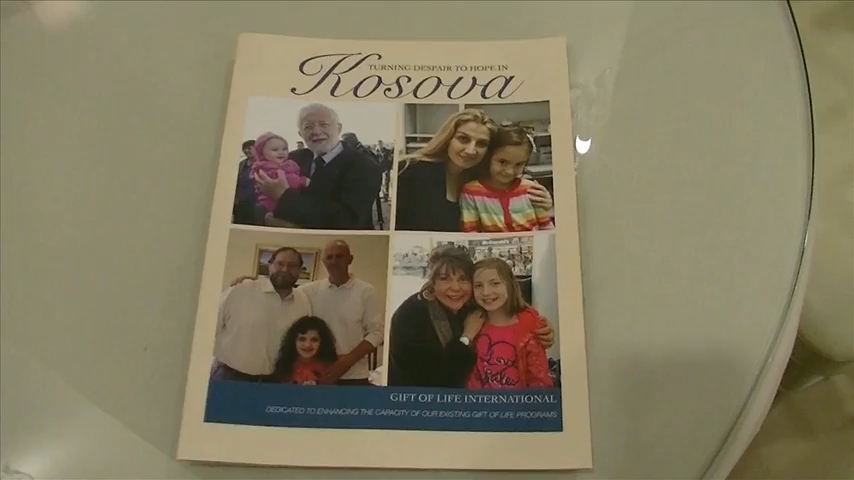 TURNING DESPAIR TO HOPE IN
Kosova
GIFT OF LIFE INTERNATIONAL
DEDICATED TO ENHANCING THE CAPACITY OF OUR EXISTING GIFT OF LIFE PROGRAMS